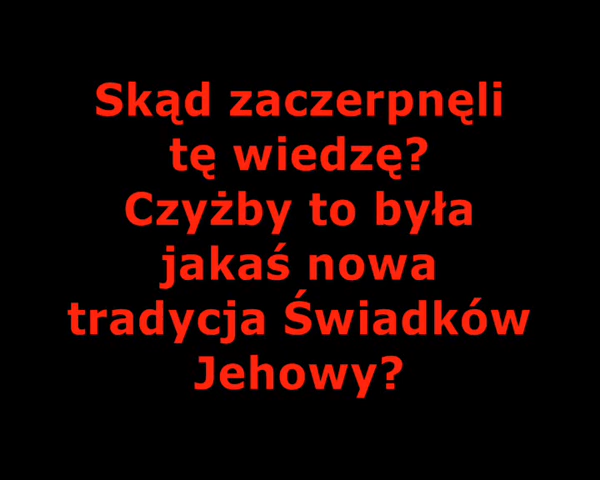 Skąd zaczerpnęli
tę wiedzę?
Czyżby to była
jakaś nowa
tradycja Świadków
Jehowy?